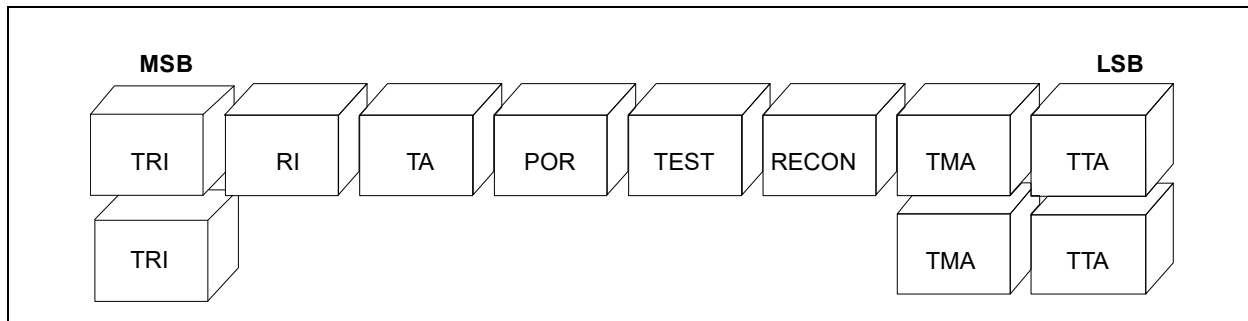 MSB LSB
TRI RI TA POR TEST RECON TMA TTA
TRI TMA TTA